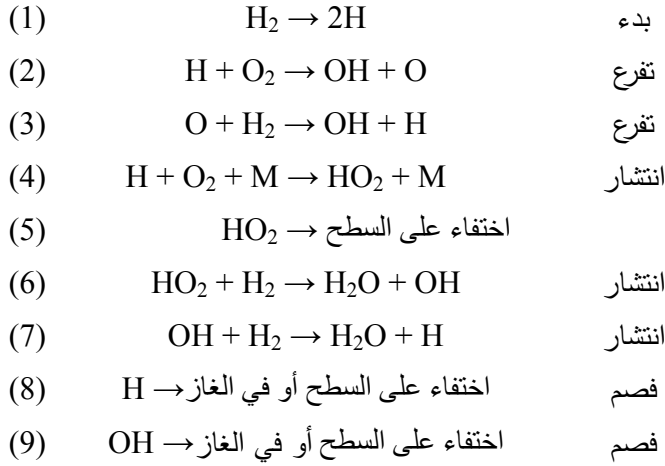 (1) H₂ → 2H بدء
(2) H + O₂ → OH + O تفرع
(3) O + H₂ → OH + H تفرع
(4) H + O₂ + M → HO₂ + M انتشار
(5) HO₂ → اختفاء على السطح
(6) HO₂ + H₂ → H₂O + OH انتشار
(7) OH + H₂ → H₂O + H انتشار
(8) H → اختفاء على السطح أو في الغاز فصم
(9) OH → اختفاء على السطح أو في الغاز فصم